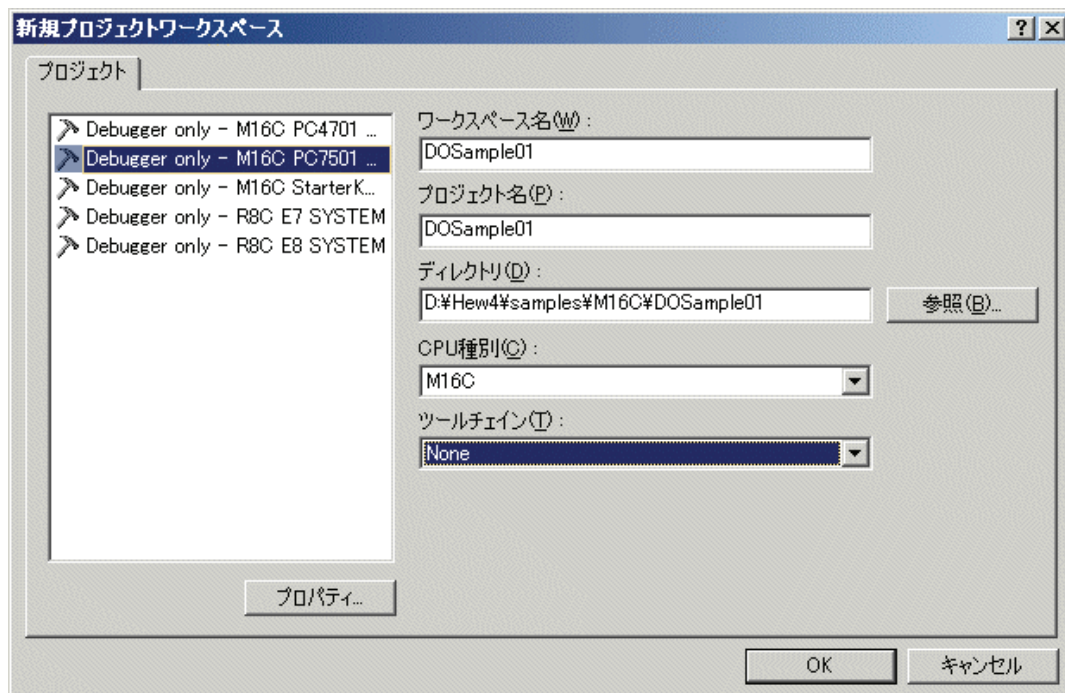 新規プロジェクトワークスペース
プロジェクト
Debugger only - M16C PC4701 ...
Debugger only - M16C PC7501 ...
Debugger only - M16C StarterK...
Debugger only - R8C E7 SYSTEM
Debugger only - R8C E8 SYSTEM
プロパティ...
ワークスペース名(W) :
DOSample01
プロジェクト名(P) :
DOSample01
ディレクトリ(D) :
D:¥Hew4¥samples¥M16C¥DOSample01
参照(B)...
CPU種別(C) :
M16C
ツールチェイン(T) :
None
OK
キャンセル